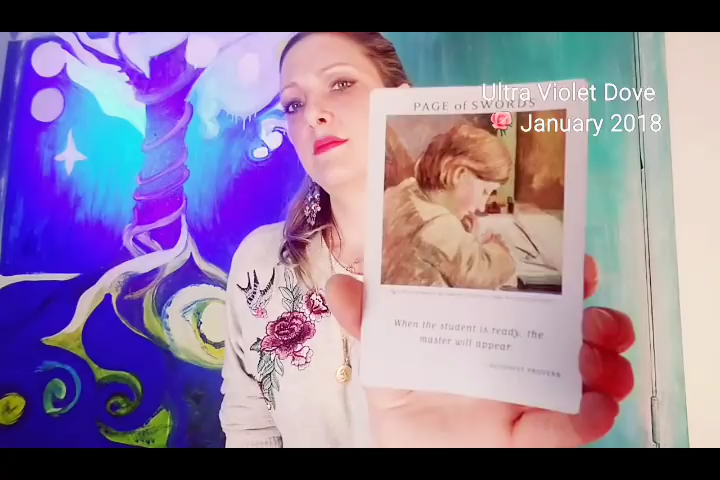 Ultra Violet Dove
🌹 January 2018
PAGE of SWORDS
When the student is ready, the
master will appear.
BUDDHIST PROVERB